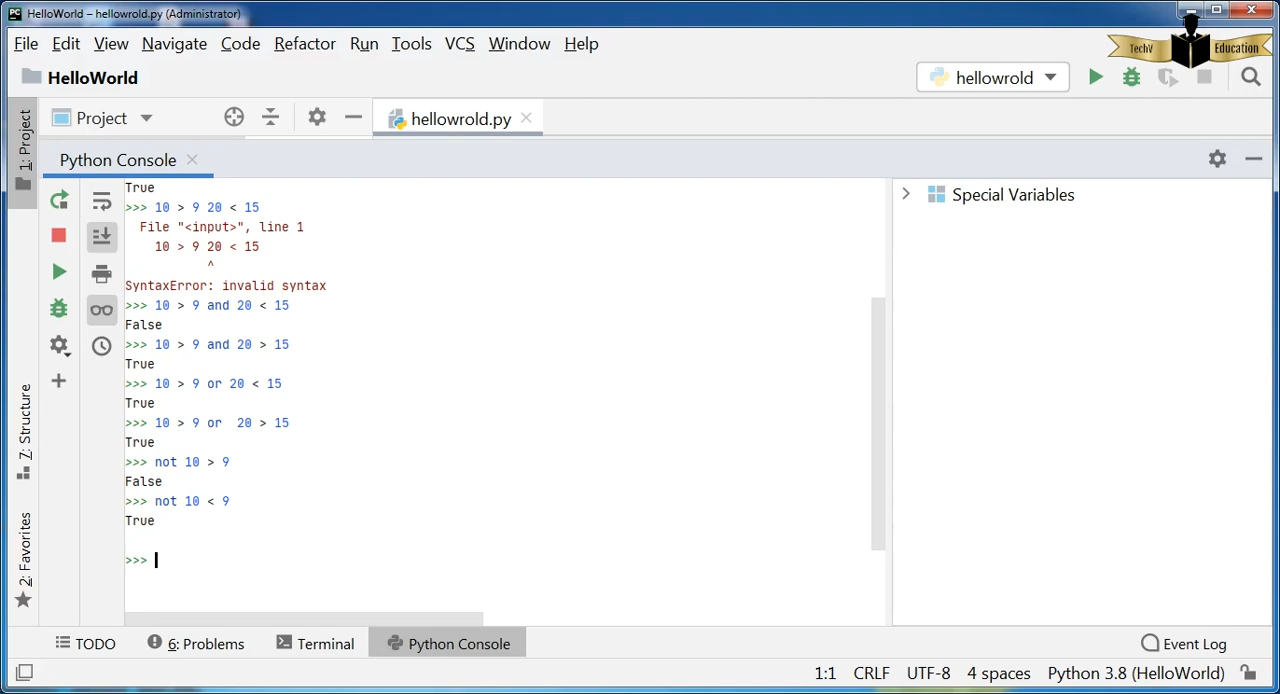 HelloWorld – hellowrold.py (Administrator)
File Edit View Navigate Code Refactor Run Tools VCS Window Help
TechV Education
HelloWorld
hellowrold
1: Project
Project
hellowrold.py
Python Console
True
>>> 10 > 9 20 < 15
File "<input>", line 1
10 > 9 20 < 15
^
SyntaxError: invalid syntax
>>> 10 > 9 and 20 < 15
False
>>> 10 > 9 and 20 > 15
True
>>> 10 > 9 or 20 < 15
True
>>> 10 > 9 or  20 > 15
True
>>> not 10 > 9
False
>>> not 10 < 9
True
>>>
Special Variables
7: Structure
2: Favorites
TODO 6: Problems Terminal Python Console Event Log
1:1 CRLF UTF-8 4 spaces Python 3.8 (HelloWorld)